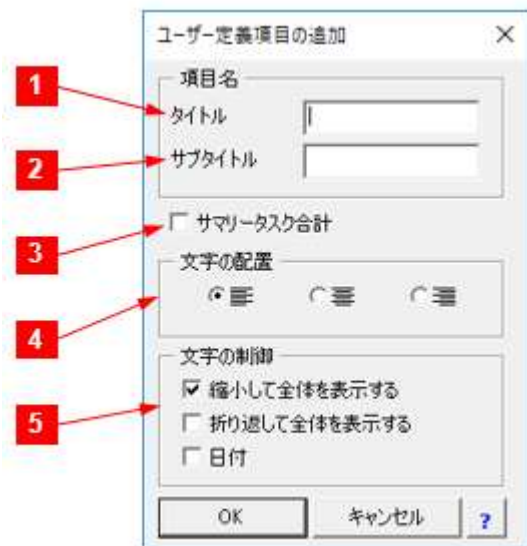 ユーザー定義項目の追加
項目名
1
タイトル
2
サブタイトル
3
サマリータスク合計
文字の配置
4
文字の制御
縮小して全体を表示する
5
折り返して全体を表示する
日付
OK キャンセル ?